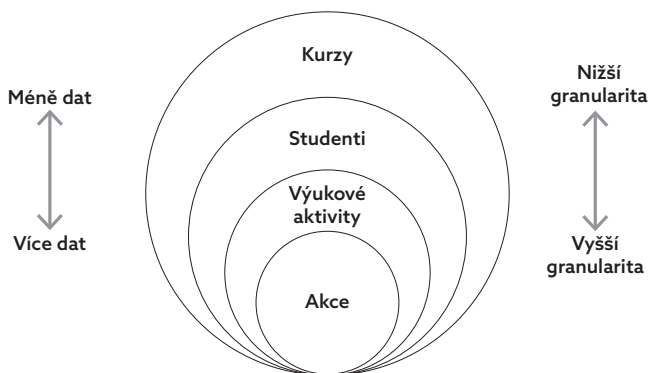 Kurzy
Méně dat
Nižší
granularita
Studenti
Výukové
aktivity
Více dat
Vyšší
granularita
Akce